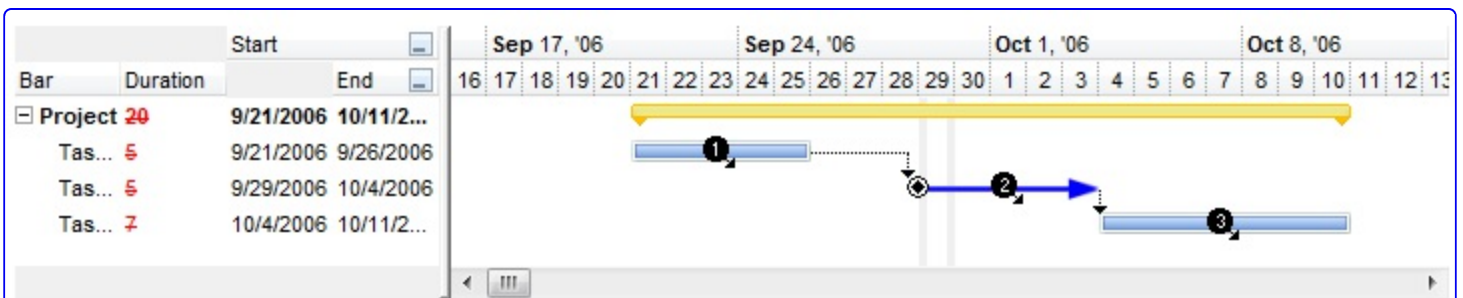 Start Sep 17, '06 Sep 24, '06 Oct 1, '06 Oct 8, '06
Bar Duration End 16 17 18 19 20 21 22 23 24 25 26 27 28 29 30 1 2 3 4 5 6 7 8 9 10 11 12 13
Project 20 9/21/2006 10/11/2...
Tas... 5 9/21/2006 9/26/2006 1
Tas... 5 9/29/2006 10/4/2006 2
Tas... 7 10/4/2006 10/11/2... 3